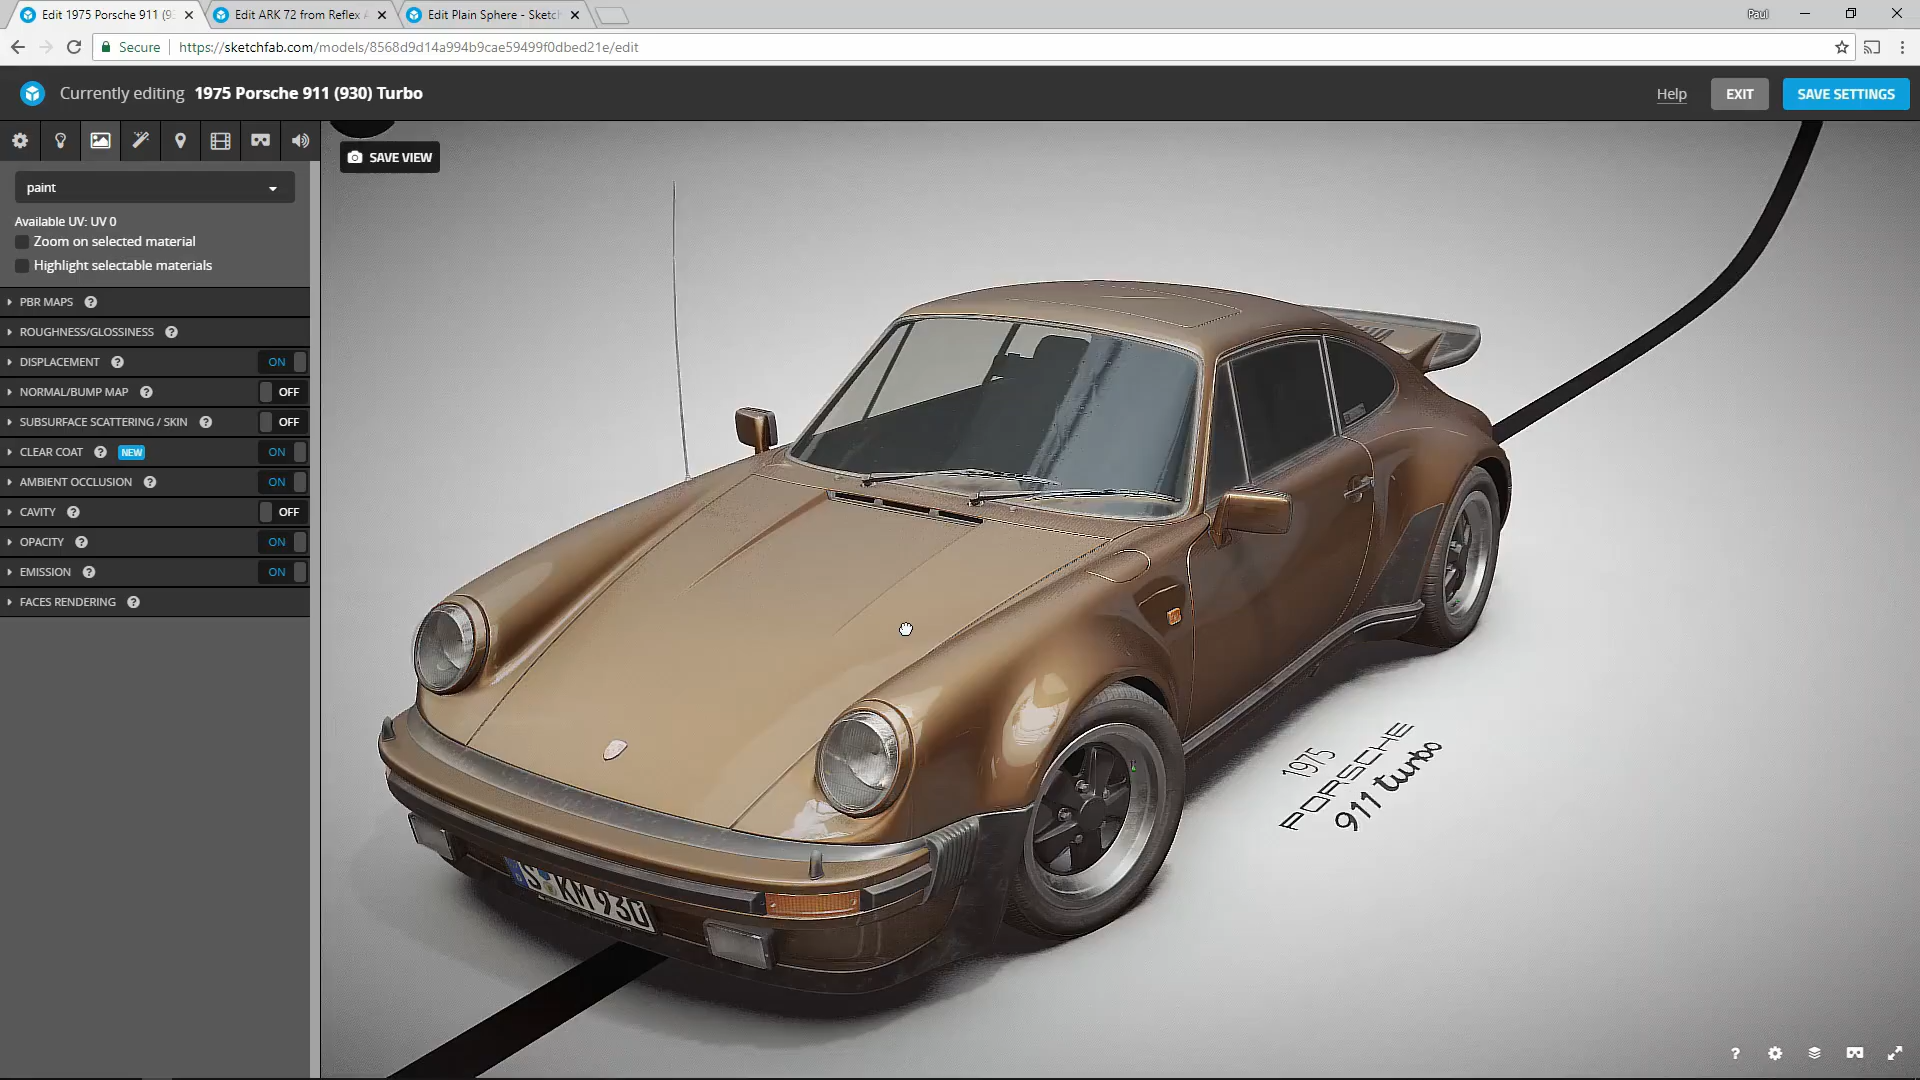 Edit 1975 Porsche 911 (9
Edit ARK 72 from Reflex A
Edit Plain Sphere - Sketch
Paul
Secure
https://sketchfab.com/models/8568d9d14a994b9cae59499f0dbed21e/edit
Currently editing 1975 Porsche 911 (930) Turbo
Help
EXIT
SAVE SETTINGS
SAVE VIEW
paint
Available UV: UV 0
Zoom on selected material
Highlight selectable materials
PBR MAPS ?
ROUGHNESS/GLOSSINESS ?
DISPLACEMENT ? ON
NORMAL/BUMP MAP ? OFF
SUBSURFACE SCATTERING / SKIN ? OFF
CLEAR COAT ? NEW ON
AMBIENT OCCLUSION ? ON
CAVITY ? OFF
OPACITY ? ON
EMISSION ? ON
FACES RENDERING ?
1975
PORSCHE
911 turbo
S KM 930
?